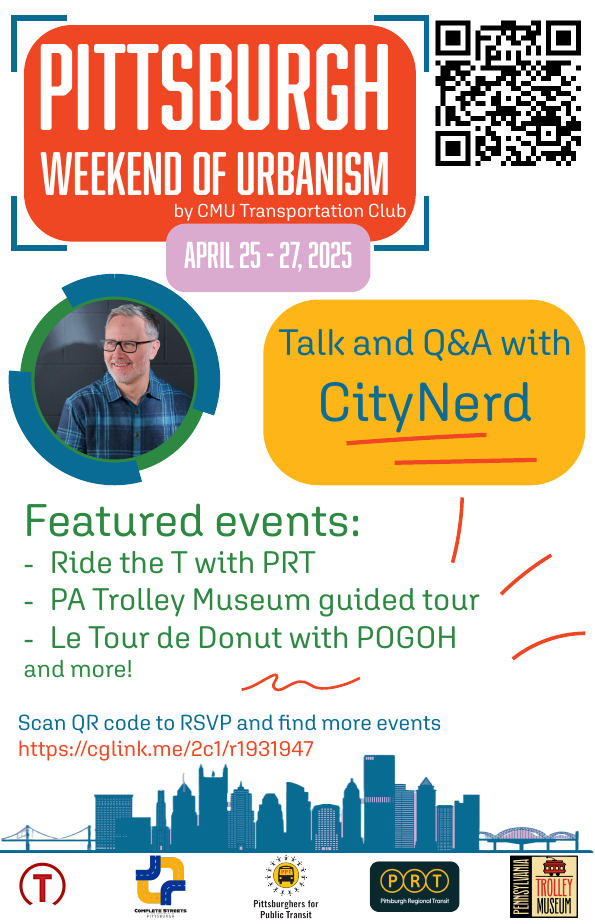 PITTSBURGH
WEEKEND OF URBANISM
by CMU Transportation Club
APRIL 25 - 27, 2025
Talk and Q&A with
CityNerd
Featured events:
- Ride the T with PRT
- PA Trolley Museum guided tour
- Le Tour de Donut with POGOH
and more!
Scan QR code to RSVP and find more events
https://cglink.me/2c1/r1931947
T
COMPLETE STREETS
PITTSBURGH
Pittsburghers for
Public Transit
PRT
Pittsburgh Regional Transit
PENNSYLVANIA
TROLLEY
MUSEUM